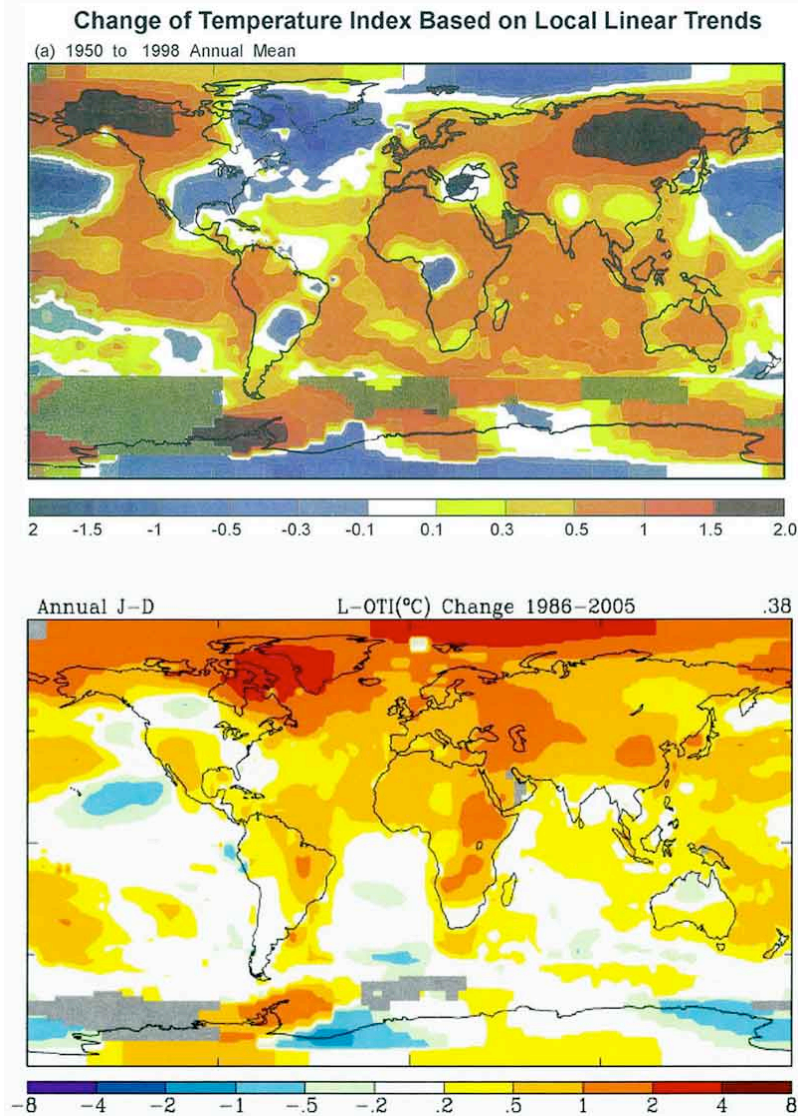 Change of Temperature Index Based on Local Linear Trends
(a) 1950 to 1998 Annual Mean
2 -1.5 -1 -0.5 -0.3 -0.1 0.1 0.3 0.5 1 1.5 2.0
Annual J-D L-OTI(°C) Change 1986-2005 .38
-8 -4 -2 -1 -.5 -.2 .2 .5 1 2 4 8